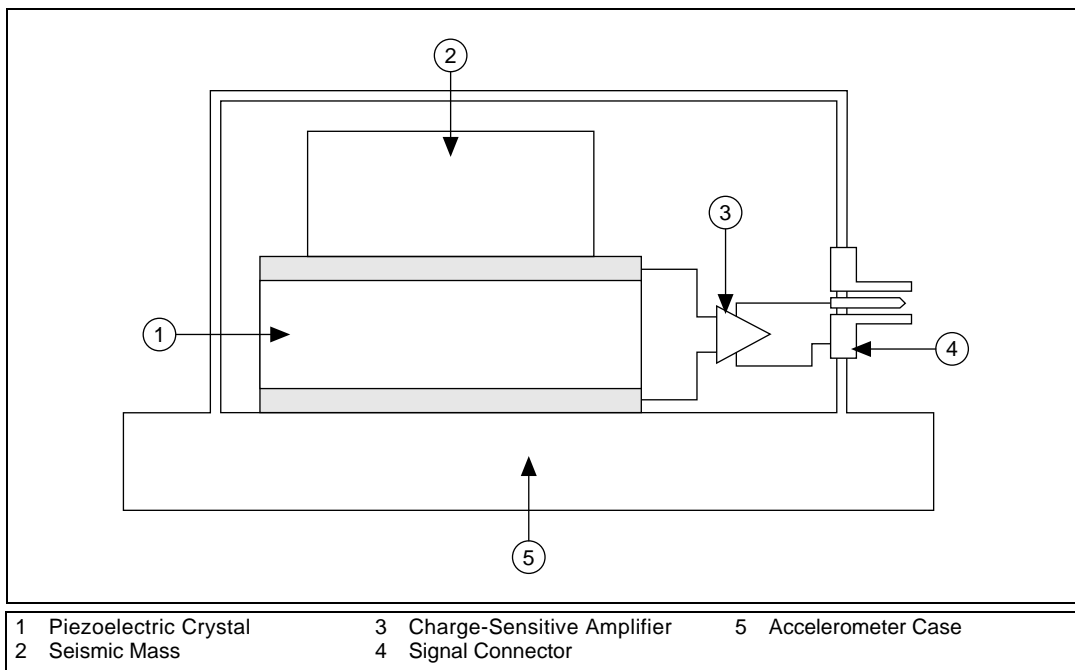 2
3
1
4
5
1 Piezoelectric Crystal 3 Charge-Sensitive Amplifier 5 Accelerometer Case
2 Seismic Mass 4 Signal Connector